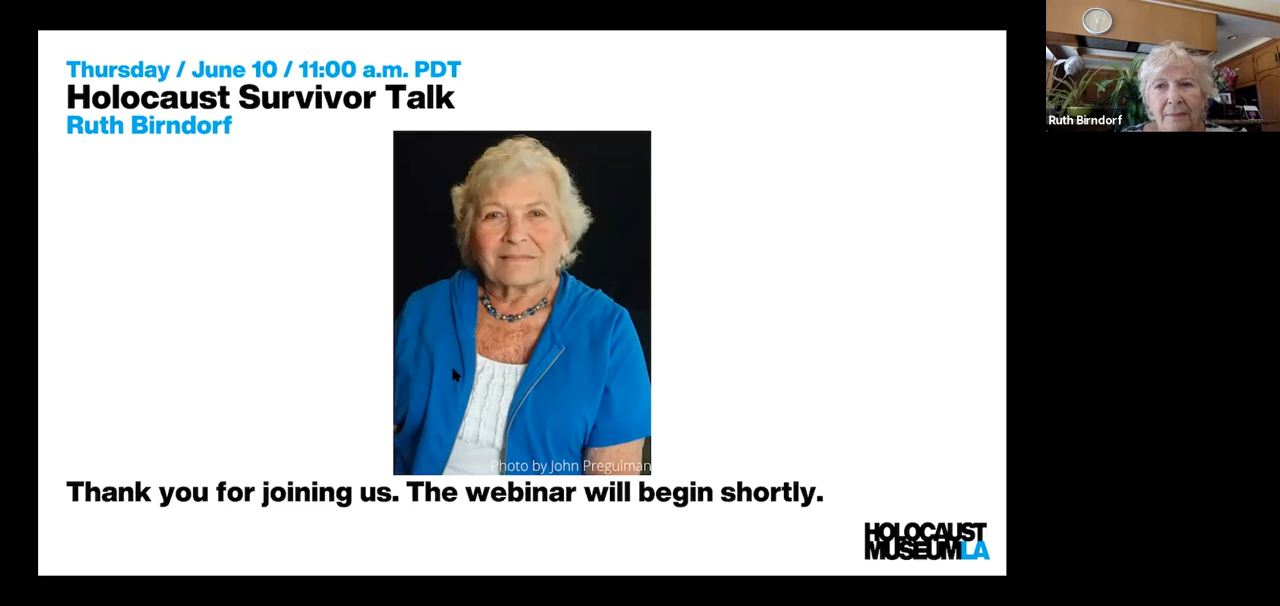 Thursday / June 10 / 11:00 a.m. PDT
Holocaust Survivor Talk
Ruth Birndorf
Ruth Birndorf
Photo by John Pregulman
Thank you for joining us. The webinar will begin shortly.
HOLOCAUST
MUSEUMLA